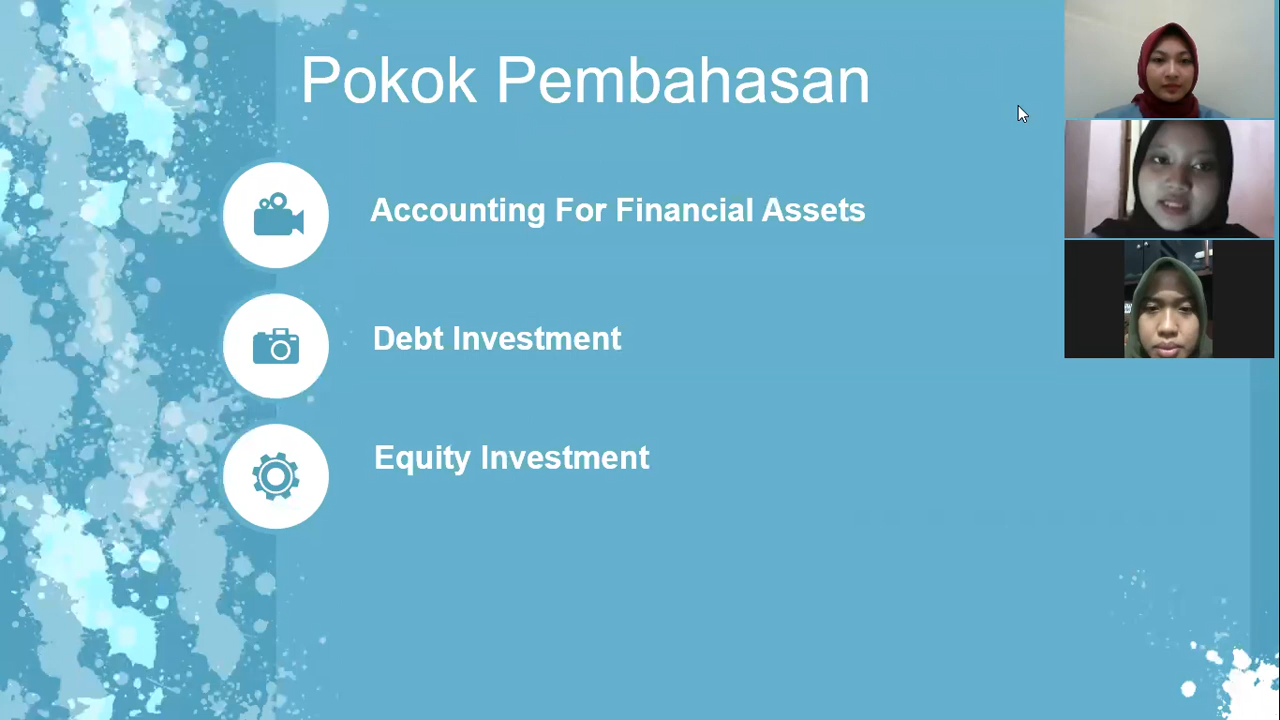 Pokok Pembahasan
Accounting For Financial Assets
Debt Investment
Equity Investment